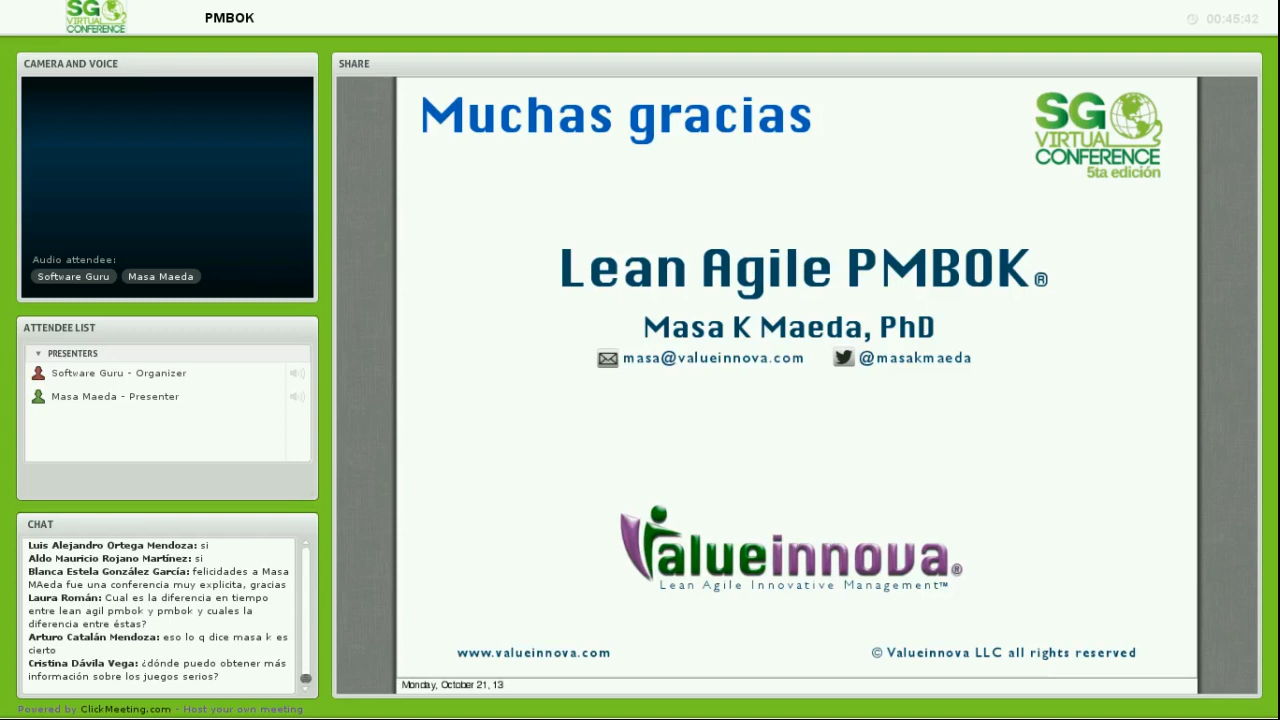 SG
VIRTUAL
CONFERENCE
PMBOK
00:45:42
CAMERA AND VOICE
Audio attendee:
Software Guru
Masa Maeda
ATTENDEE LIST
PRESENTERS
Software Guru - Organizer
Masa Maeda - Presenter
CHAT
Luis Alejandro Ortega Mendoza: si
Aldo Mauricio Rojano Martínez: si
Blanca Estela González García: felicidades a Masa
MAeda fue una conferencia muy explicita, gracias
Laura Román: Cual es la diferencia en tiempo
entre lean agil pmbok y pmbok y cuales la
diferencia entre éstas?
Arturo Catalán Mendoza: eso lo q dice masa k es
cierto
Cristina Dávila Vega: ¿dónde puedo obtener más
información sobre los juegos serios?
SHARE
Muchas gracias
SG
VIRTUAL
CONFERENCE
5ta edición
Lean Agile PMBOK®
Masa K Maeda, PhD
masa@valueinnova.com @masakmaeda
Valueinnova®
Lean Agile Innovative Management™
www.valueinnova.com © Valueinnova LLC all rights reserved
Monday, October 21, 13
Powered by ClickMeeting.com - Host your own meeting